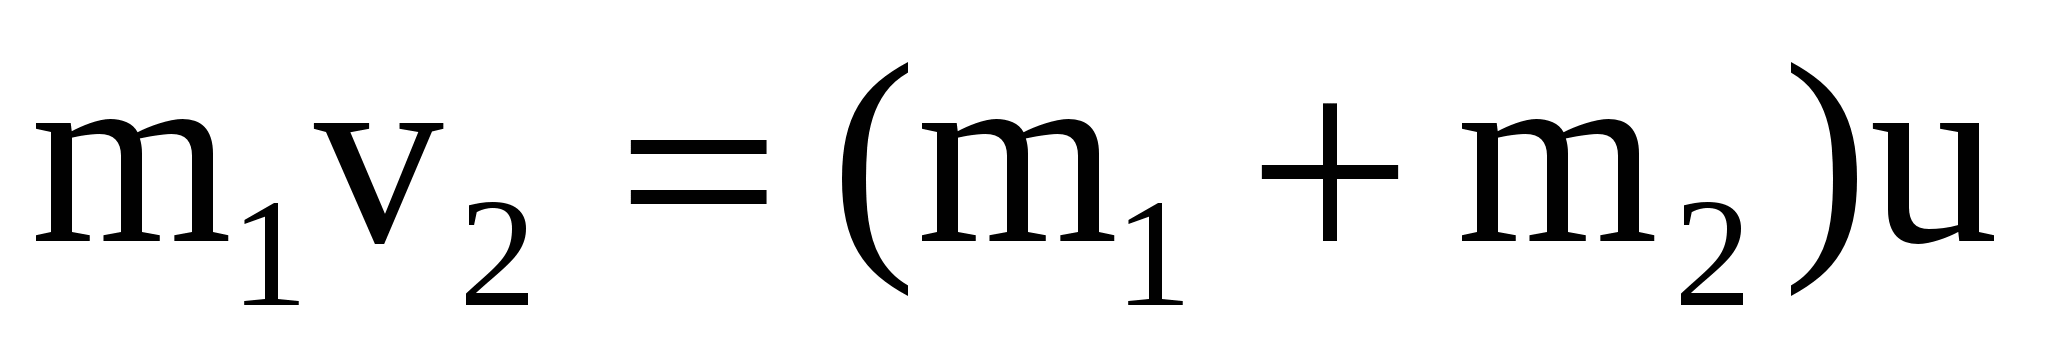 m₁v₂ = (m₁ + m₂)u